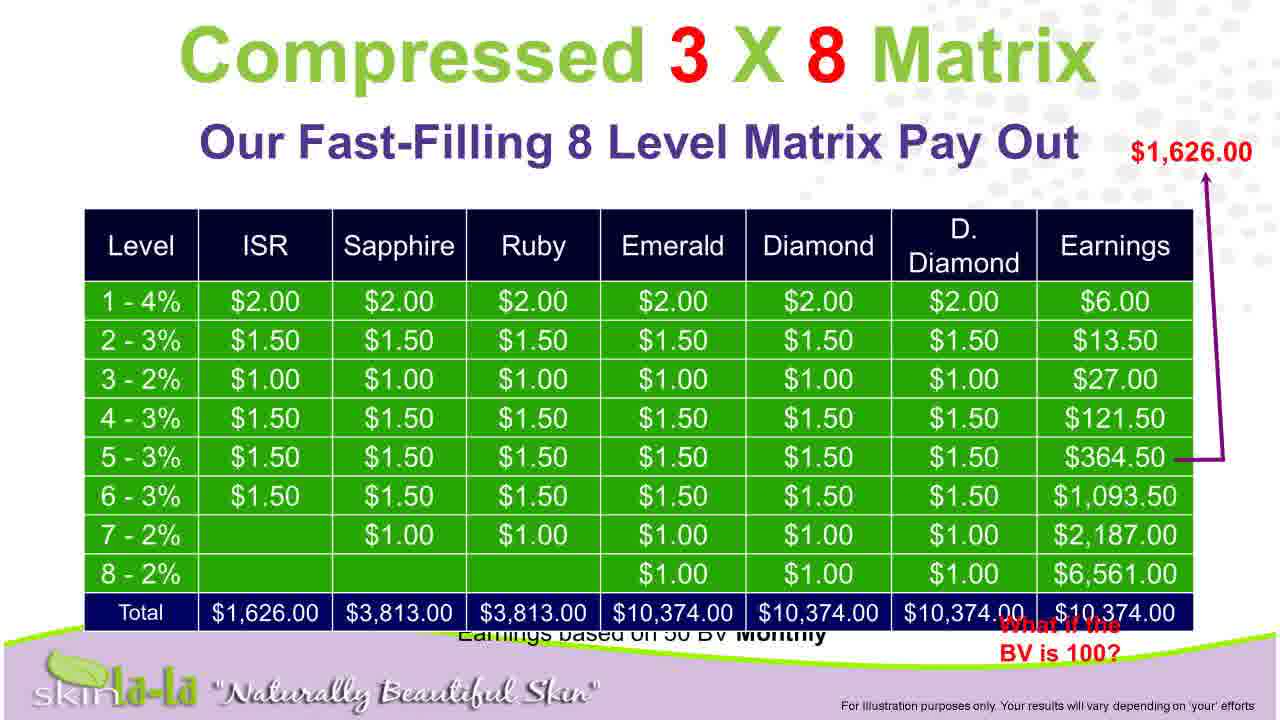 Compressed 3 X 8 Matrix
Our Fast-Filling 8 Level Matrix Pay Out
$1,626.00
Level ISR Sapphire Ruby Emerald Diamond D. Diamond Earnings
1 - 4% $2.00 $2.00 $2.00 $2.00 $2.00 $2.00 $6.00
2 - 3% $1.50 $1.50 $1.50 $1.50 $1.50 $1.50 $13.50
3 - 2% $1.00 $1.00 $1.00 $1.00 $1.00 $1.00 $27.00
4 - 3% $1.50 $1.50 $1.50 $1.50 $1.50 $1.50 $121.50
5 - 3% $1.50 $1.50 $1.50 $1.50 $1.50 $1.50 $364.50
6 - 3% $1.50 $1.50 $1.50 $1.50 $1.50 $1.50 $1,093.50
7 - 2% $1.00 $1.00 $1.00 $1.00 $1.00 $2,187.00
8 - 2% $1.00 $1.00 $1.00 $6,561.00
Total $1,626.00 $3,813.00 $3,813.00 $10,374.00 $10,374.00 $10,374.00 $10,374.00
Earnings based on 50 BV Monthly
What if the
BV is 100?
skin la-la "Naturally Beautiful Skin"
For Illustration purposes only. Your results will vary depending on 'your' efforts